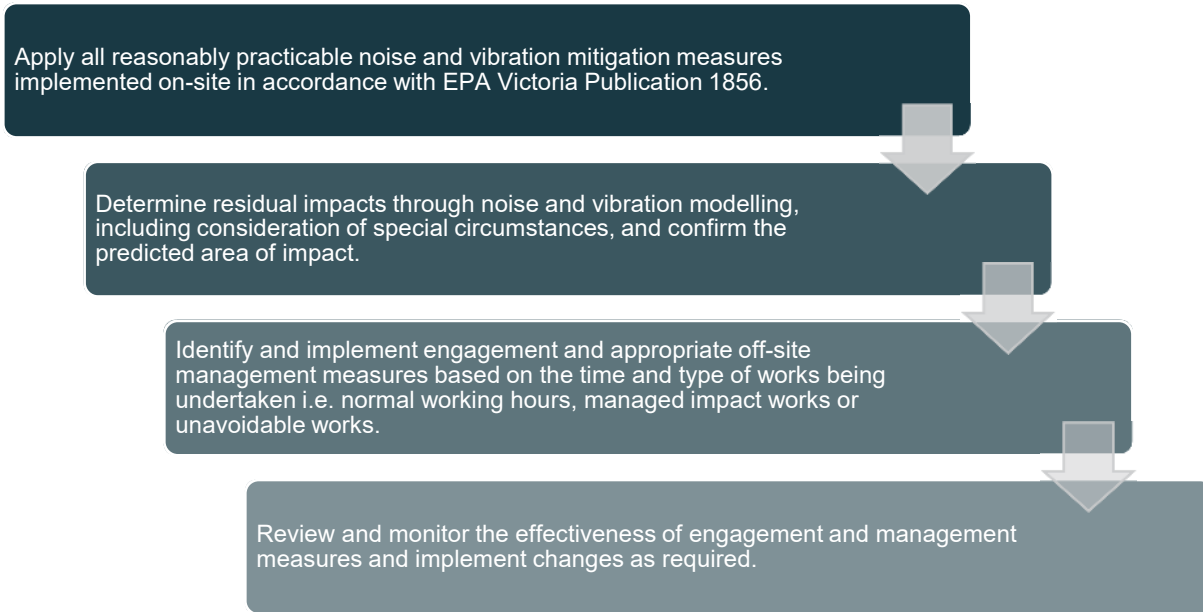 Apply all reasonably practicable noise and vibration mitigation measures
implemented on-site in accordance with EPA Victoria Publication 1856.
Determine residual impacts through noise and vibration modelling,
including consideration of special circumstances, and confirm the
predicted area of impact.
Identify and implement engagement and appropriate off-site
management measures based on the time and type of works being
undertaken i.e. normal working hours, managed impact works or
unavoidable works.
Review and monitor the effectiveness of engagement and management
measures and implement changes as required.